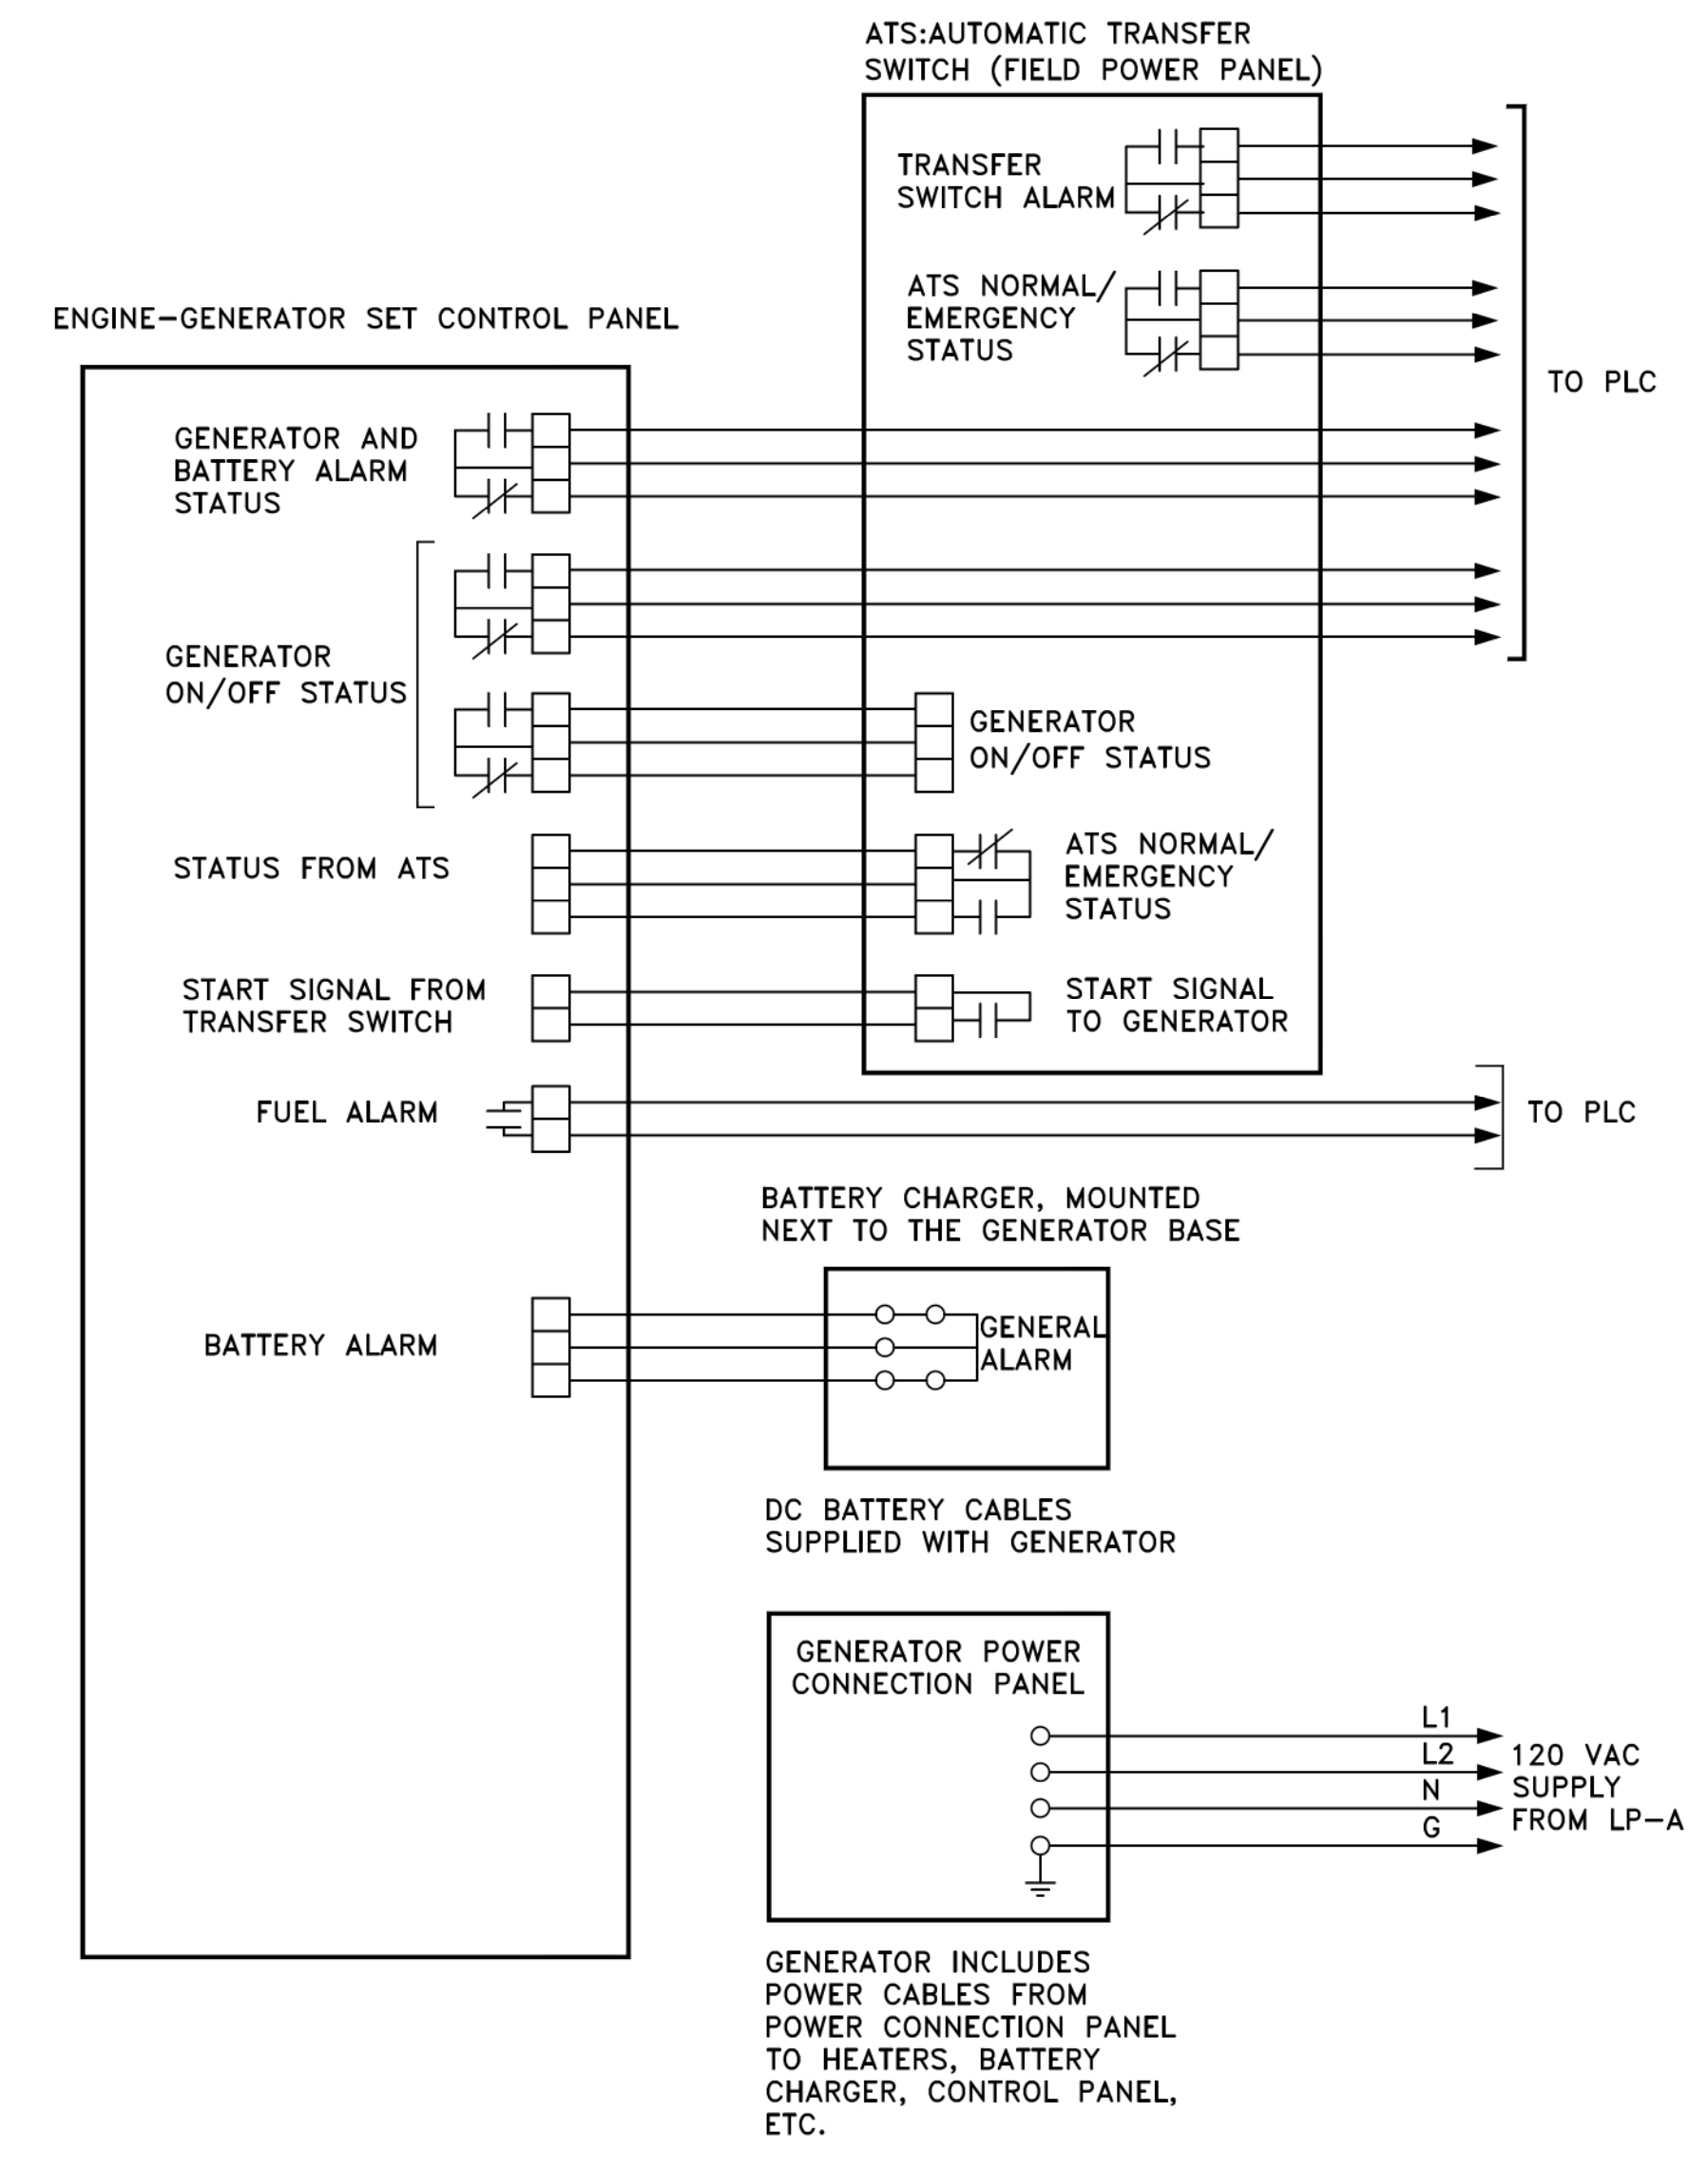 ATS:AUTOMATIC TRANSFER
SWITCH (FIELD POWER PANEL)
TRANSFER
SWITCH ALARM
ATS NORMAL/
EMERGENCY
STATUS
TO PLC
ENGINE-GENERATOR SET CONTROL PANEL
GENERATOR AND
BATTERY ALARM
STATUS
GENERATOR
ON/OFF STATUS
GENERATOR
ON/OFF STATUS
STATUS FROM ATS
ATS NORMAL/
EMERGENCY
STATUS
START SIGNAL FROM
TRANSFER SWITCH
START SIGNAL
TO GENERATOR
FUEL ALARM
TO PLC
BATTERY CHARGER, MOUNTED
NEXT TO THE GENERATOR BASE
BATTERY ALARM
GENERAL
ALARM
DC BATTERY CABLES
SUPPLIED WITH GENERATOR
GENERATOR POWER
CONNECTION PANEL
L1
L2
N
G
120 VAC
SUPPLY
FROM LP-A
GENERATOR INCLUDES
POWER CABLES FROM
POWER CONNECTION PANEL
TO HEATERS, BATTERY
CHARGER, CONTROL PANEL,
ETC.